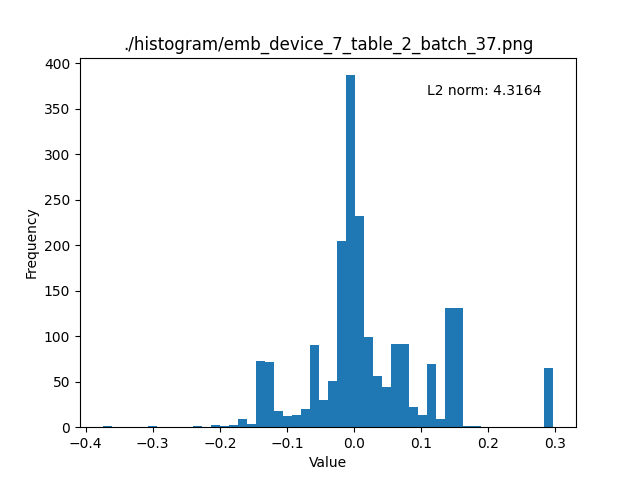 ./histogram/emb_device_7_table_2_batch_37.png
L2 norm: 4.3164
Frequency
400
350
300
250
200
150
100
50
0
−0.4 −0.3 −0.2 −0.1 0.0 0.1 0.2 0.3
Value